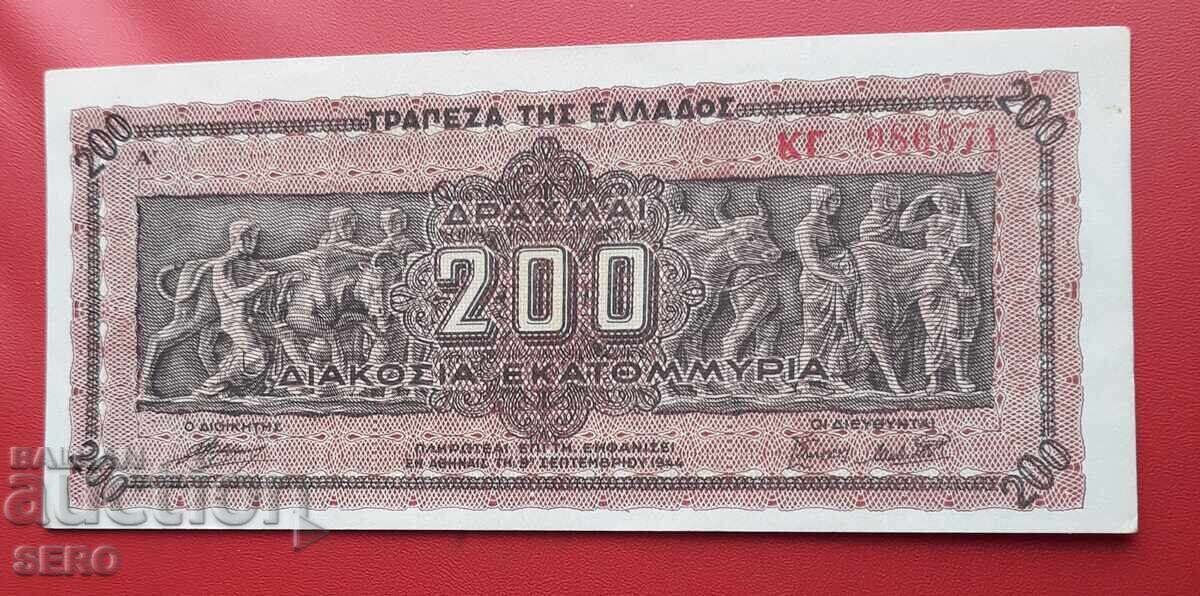 200 200
ΤΡΑΠΕΖΑ ΤΗΣ ΕΛΛΑΔΟΣ
Α ΚΓ 986571
ΔΡΑΧΜΑΙ
200
ΔΙΑΚΟΣΙΑ ΕΚΑΤΟΜΜΥΡΙΑ
Ο ΔΙΟΙΚΗΤΗΣ ΟΙ ΔΙΕΥΘΥΝΤΑΙ
ΠΛΗΡΩΤΕΑΙ ΕΠΙ ΤΗ ΕΜΦΑΝΙΣΕΙ
ΕΝ ΑΘΗΝΑΙΣ ΤΗ 9 ΣΕΠΤΕΜΒΡΙΟΥ 1944
200 200
BALKAN
auction
SERO